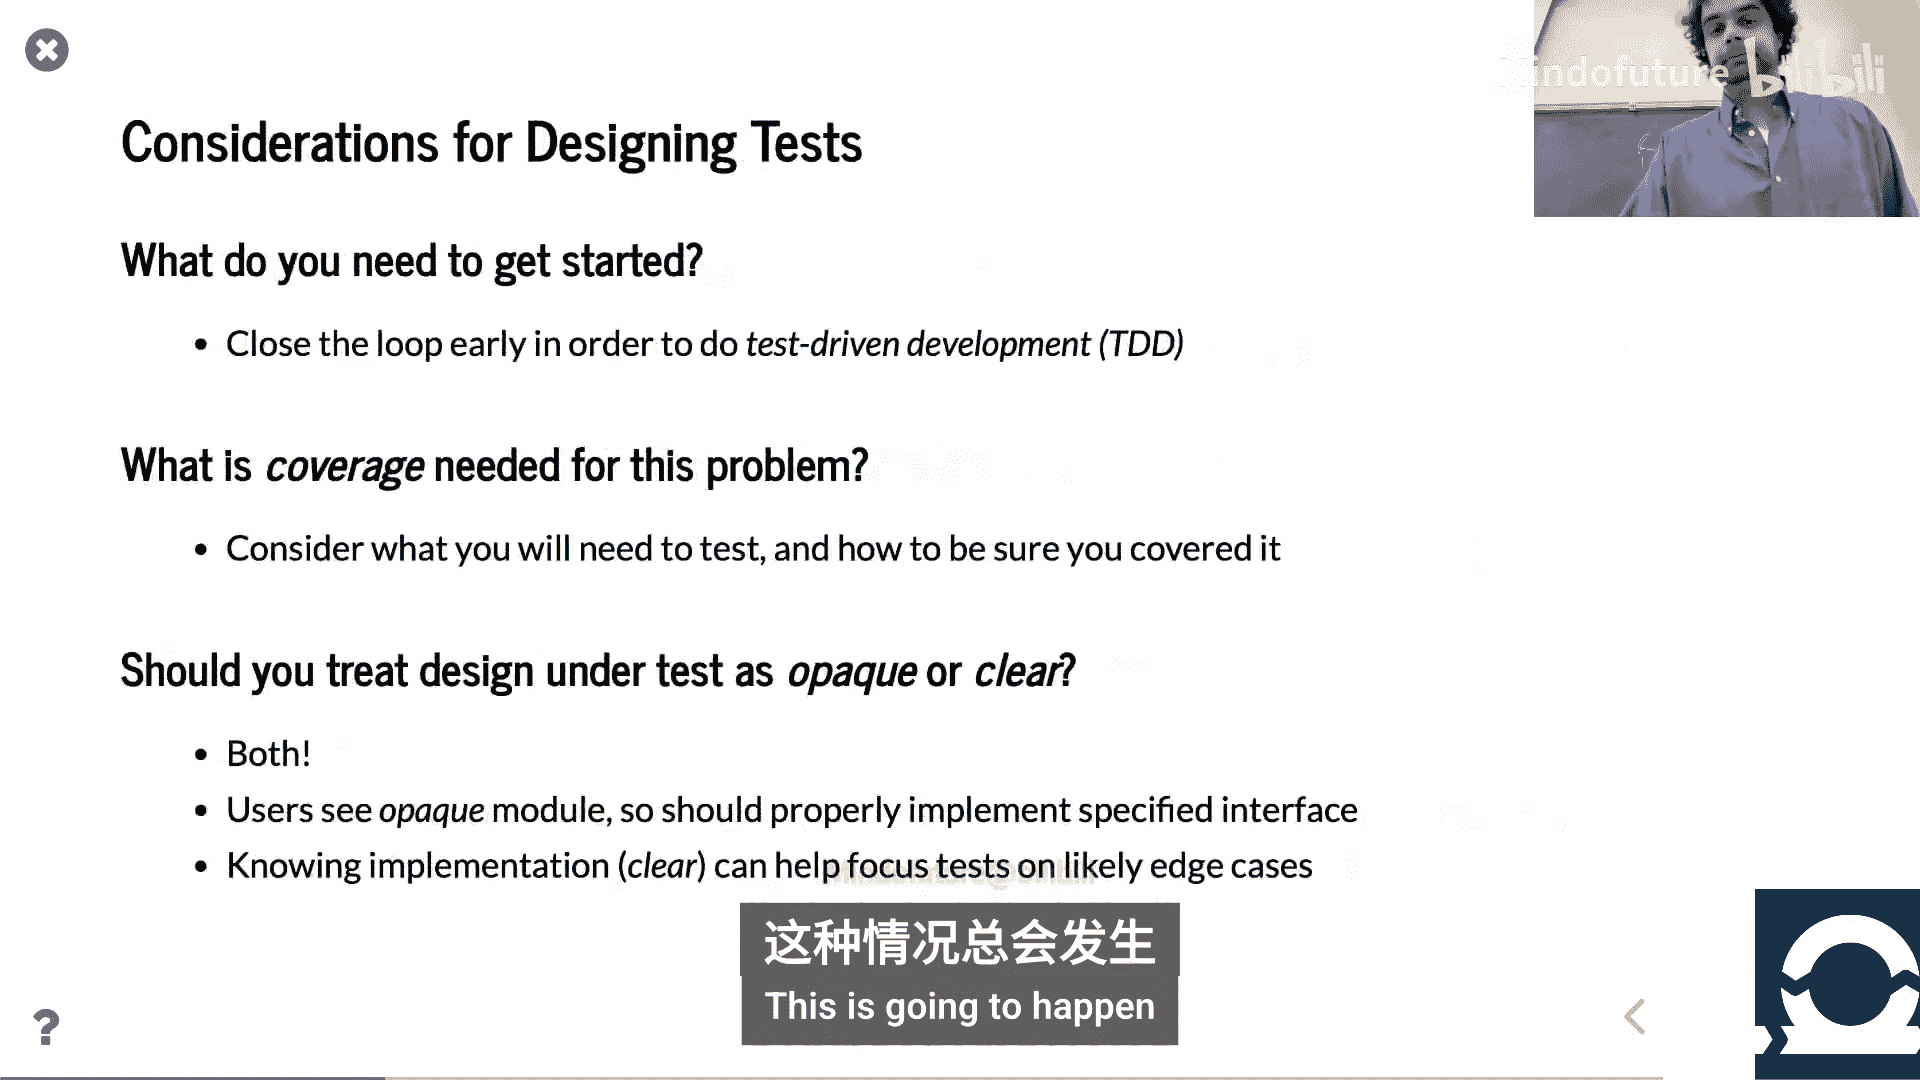 indofuture bilibili
Considerations for Designing Tests
What do you need to get started?
• Close the loop early in order to do test-driven development (TDD)
What is coverage needed for this problem?
• Consider what you will need to test, and how to be sure you covered it
Should you treat design under test as opaque or clear?
• Both!
• Users see opaque module, so should properly implement specified interface
• Knowing implementation (clear) can help focus tests on likely edge cases
这种情况总会发生
This is going to happen
?